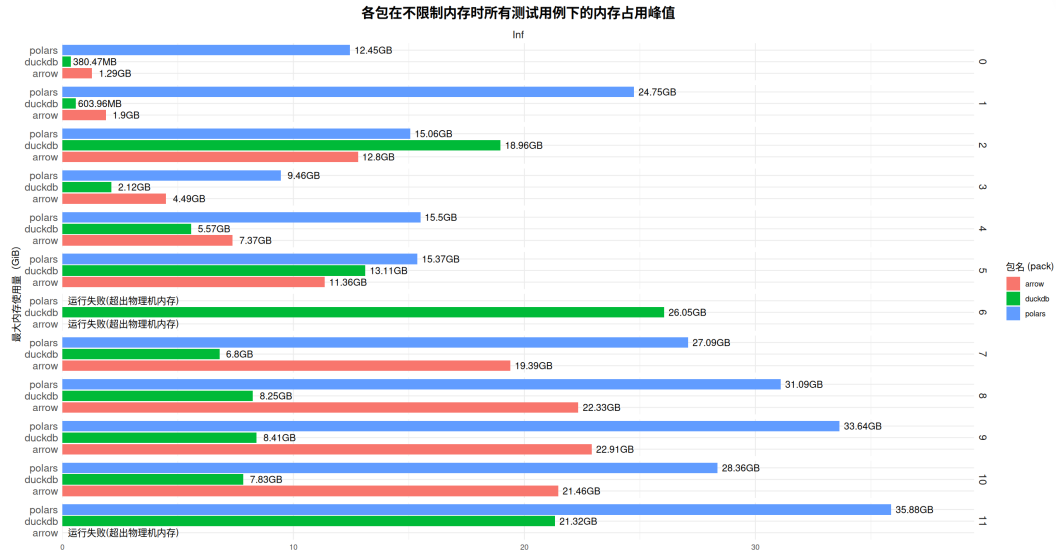 各包在不限制内存时所有测试用例下的内存占用峰值
Inf
polars 12.45GB
duckdb 380.47MB
arrow 1.29GB
0
polars 24.75GB
duckdb 603.96MB
arrow 1.9GB
1
polars 15.06GB
duckdb 18.96GB
arrow 12.8GB
2
polars 9.46GB
duckdb 2.12GB
arrow 4.49GB
3
polars 15.5GB
duckdb 5.57GB
arrow 7.37GB
4
polars 15.37GB
duckdb 13.11GB
arrow 11.36GB
5
polars 运行失败(超出物理机内存)
duckdb 26.05GB
arrow 运行失败(超出物理机内存)
6
polars 27.09GB
duckdb 6.8GB
arrow 19.39GB
7
polars 31.09GB
duckdb 8.25GB
arrow 22.33GB
8
polars 33.64GB
duckdb 8.41GB
arrow 22.91GB
9
polars 28.36GB
duckdb 7.83GB
arrow 21.46GB
10
polars 35.88GB
duckdb 21.32GB
arrow 运行失败(超出物理机内存)
11
0 10 20 30
最大内存使用量（GiB）
包名 (pack)
arrow
duckdb
polars